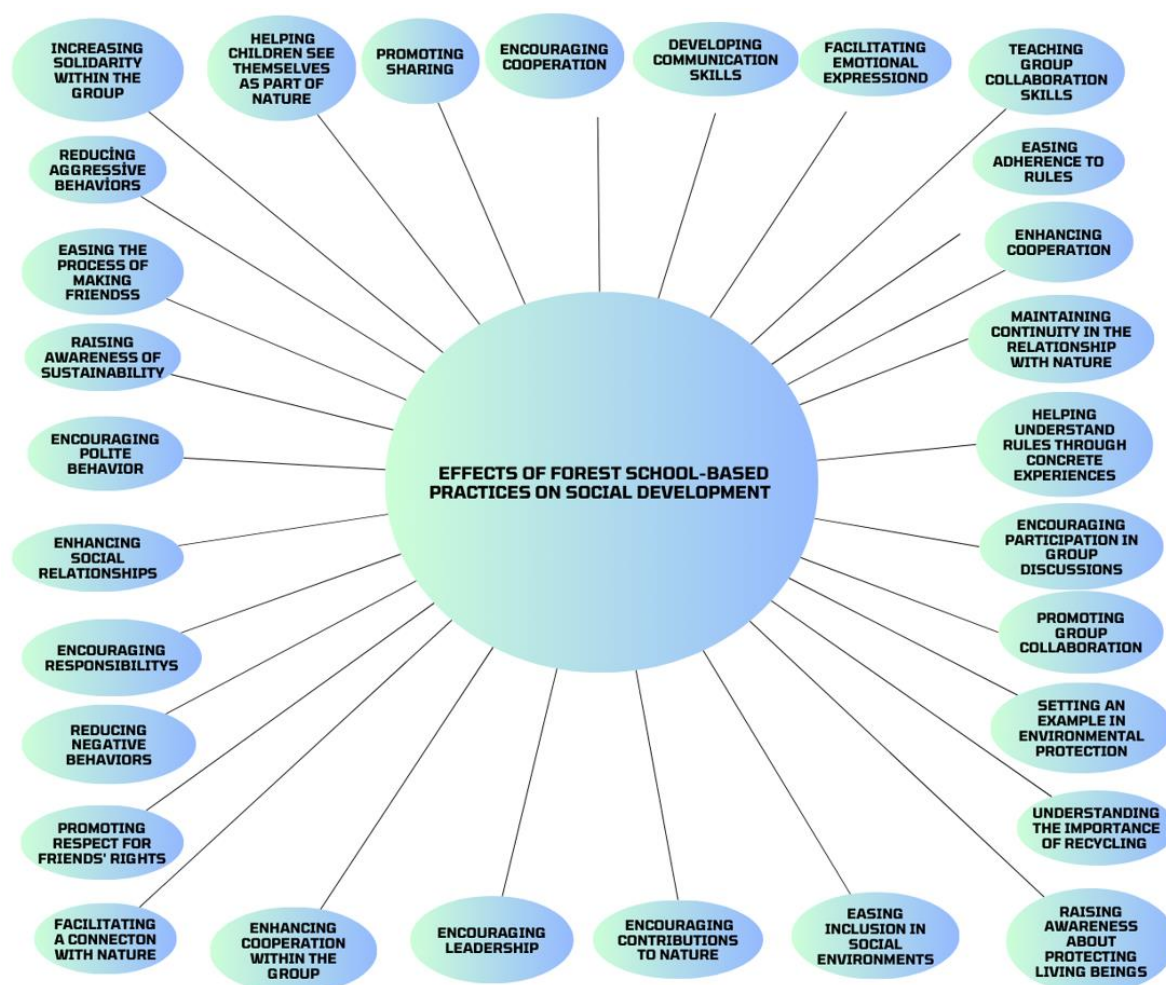 INCREASING
SOLIDARITY
WITHIN THE
GROUP
HELPING
CHILDREN SEE
THEMSELVES
AS PART OF
NATURE
PROMOTING
SHARING
ENCOURAGING
COOPERATION
DEVELOPING
COMMUNICATION
SKILLS
FACILITATING
EMOTIONAL
EXPRESSIOND
TEACHING
GROUP
COLLABORATION
SKILLS
REDUCİNG
AGGRESSİVE
BEHAVİORS
EASING
ADHERENCE TO
RULES
EASING THE
PROCESS OF
MAKING
FRIENDSS
ENHANCING
COOPERATION
RAISING
AWARENESS OF
SUSTAINABILITY
MAINTAINING
CONTINUITY IN THE
RELATIONSHIP
WITH NATURE
ENCOURAGING
POLITE
BEHAVIOR
EFFECTS OF FOREST SCHOOL-BASED
PRACTICES ON SOCIAL DEVELOPMENT
HELPING
UNDERSTAND
RULES THROUGH
CONCRETE
EXPERIENCES
ENHANCING
SOCIAL
RELATIONSHIPS
ENCOURAGING
PARTICIPATION IN
GROUP
DISCUSSIONS
ENCOURAGING
RESPONSIBILITYS
PROMOTING
GROUP
COLLABORATION
REDUCING
NEGATIVE
BEHAVIORS
SETTING AN
EXAMPLE IN
ENVIRONMENTAL
PROTECTION
PROMOTING
RESPECT FOR
FRIENDS' RIGHTS
UNDERSTANDING
THE IMPORTANCE
OF RECYCLING
FACILITATING
A CONNECTON
WITH NATURE
ENHANCING
COOPERATION
WITHIN THE
GROUP
ENCOURAGING
LEADERSHIP
ENCOURAGING
CONTRIBUTIONS
TO NATURE
EASING
INCLUSION IN
SOCIAL
ENVIRONMENTS
RAISING
AWARENESS
ABOUT
PROTECTING
LIVING BEINGS